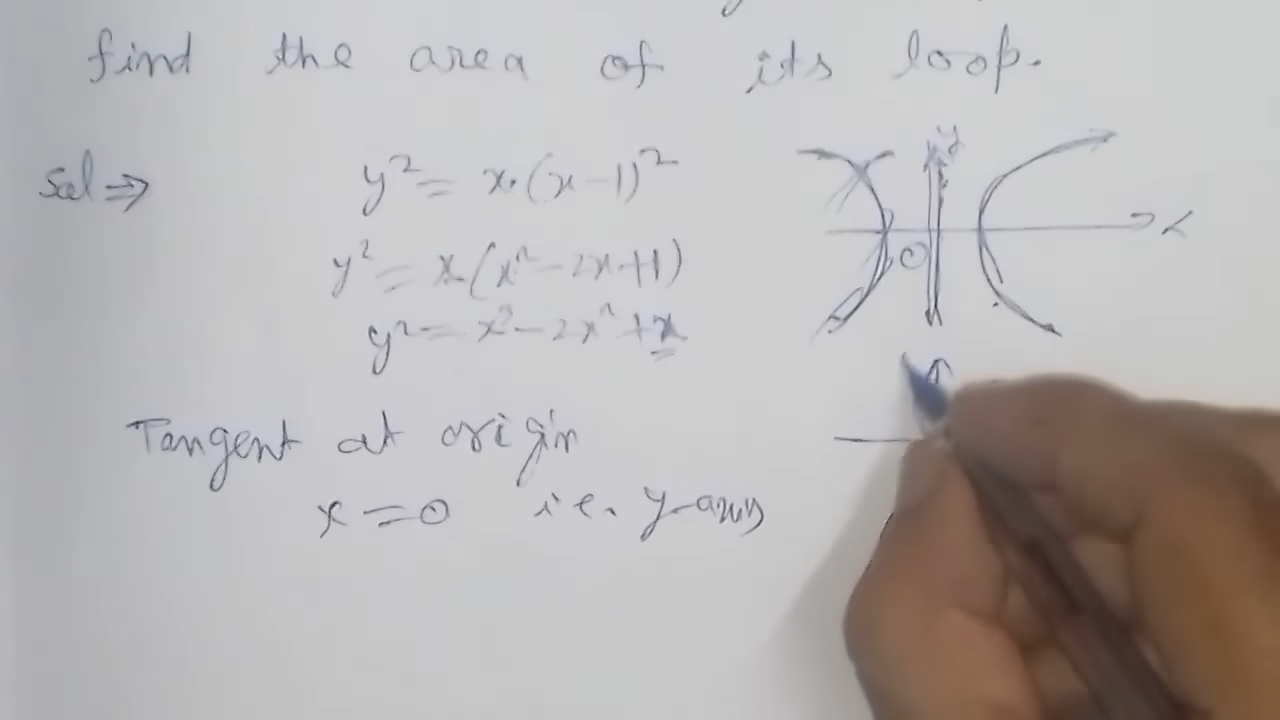 find the area of its loop.
Sol ⇒ y² = x.(x-1)²
y² = x(x²-2x+1)
y² = x³-2x²+x
Tangent at origin
x = 0 i.e. y-axis
y
x
O